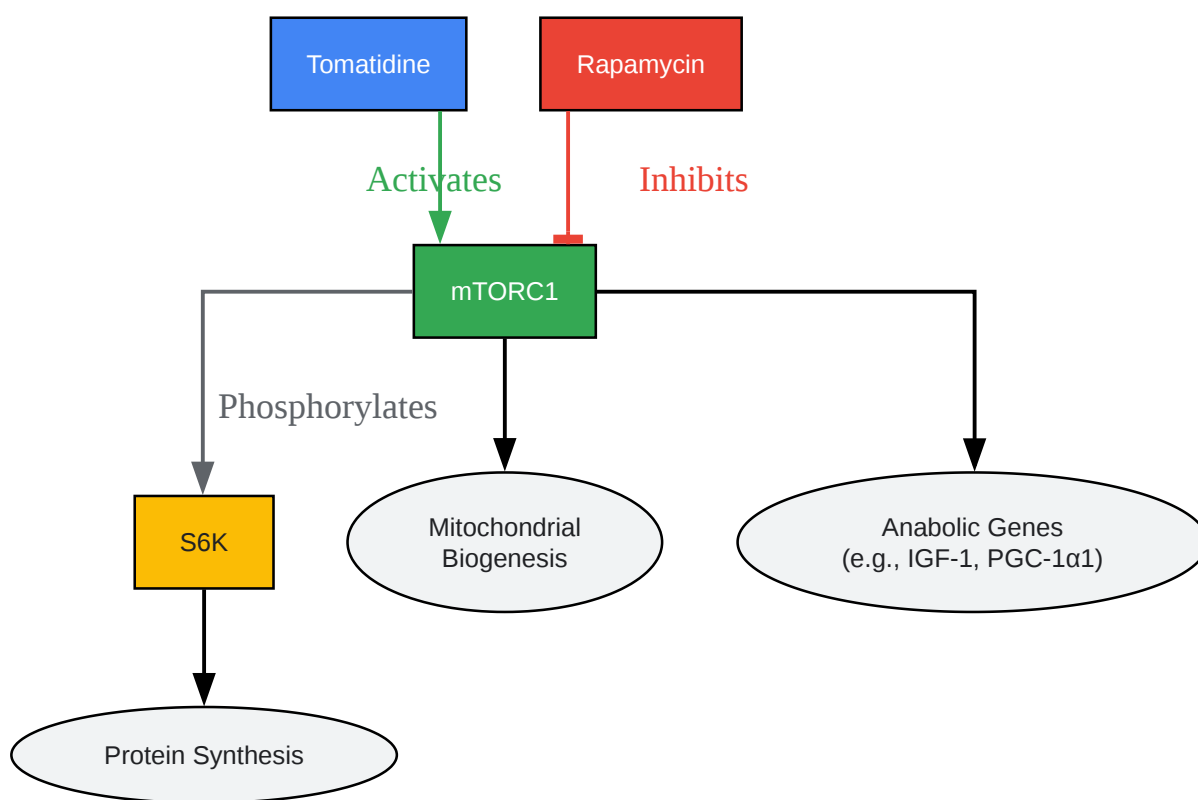 Tomatidine
Rapamycin
Activates
Inhibits
mTORC1
Phosphorylates
S6K
Mitochondrial
Biogenesis
Anabolic Genes
(e.g., IGF-1, PGC-1α1)
Protein Synthesis